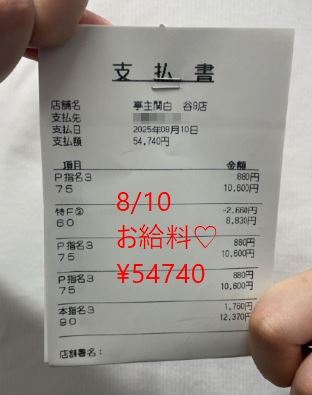 支払書
店舗名 亭主関白 谷9店
支払先
支払日 2025年08月10日
支払額 54,740円
項目 金額
P指名3 880円
75 10,600円
特F② -2,660円
60 8,830円
P指名3 880円
75 10,600円
P指名3 880円
75 10,600円
本指名3 1,760円
90 12,370円
店舗署名:
8/10
お給料♡
¥54740